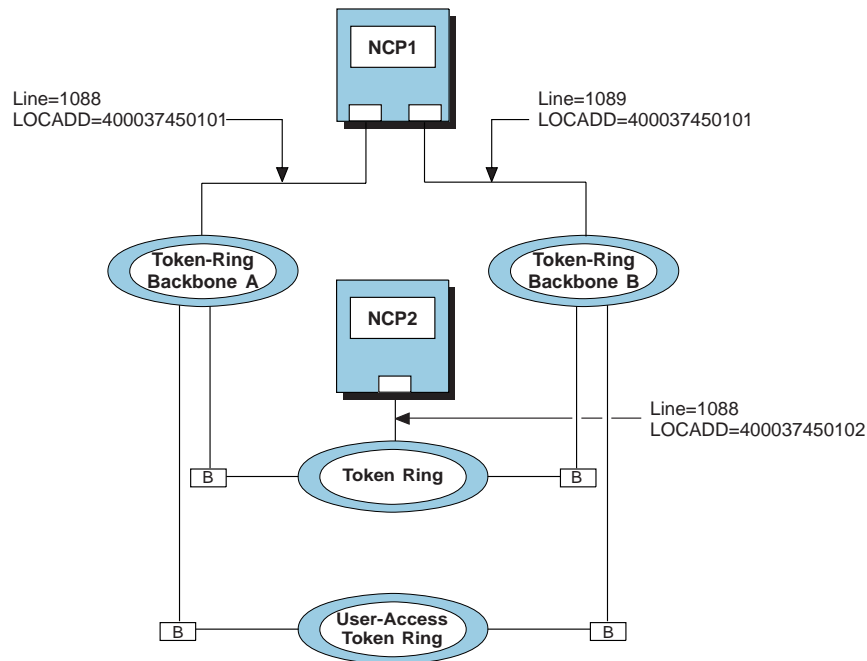 NCP1
Line=1088
LOCADD=400037450101
Line=1089
LOCADD=400037450101
Token-Ring
Backbone A
Token-Ring
Backbone B
NCP2
Line=1088
LOCADD=400037450102
B
Token Ring
B
B
User-Access
Token Ring
B